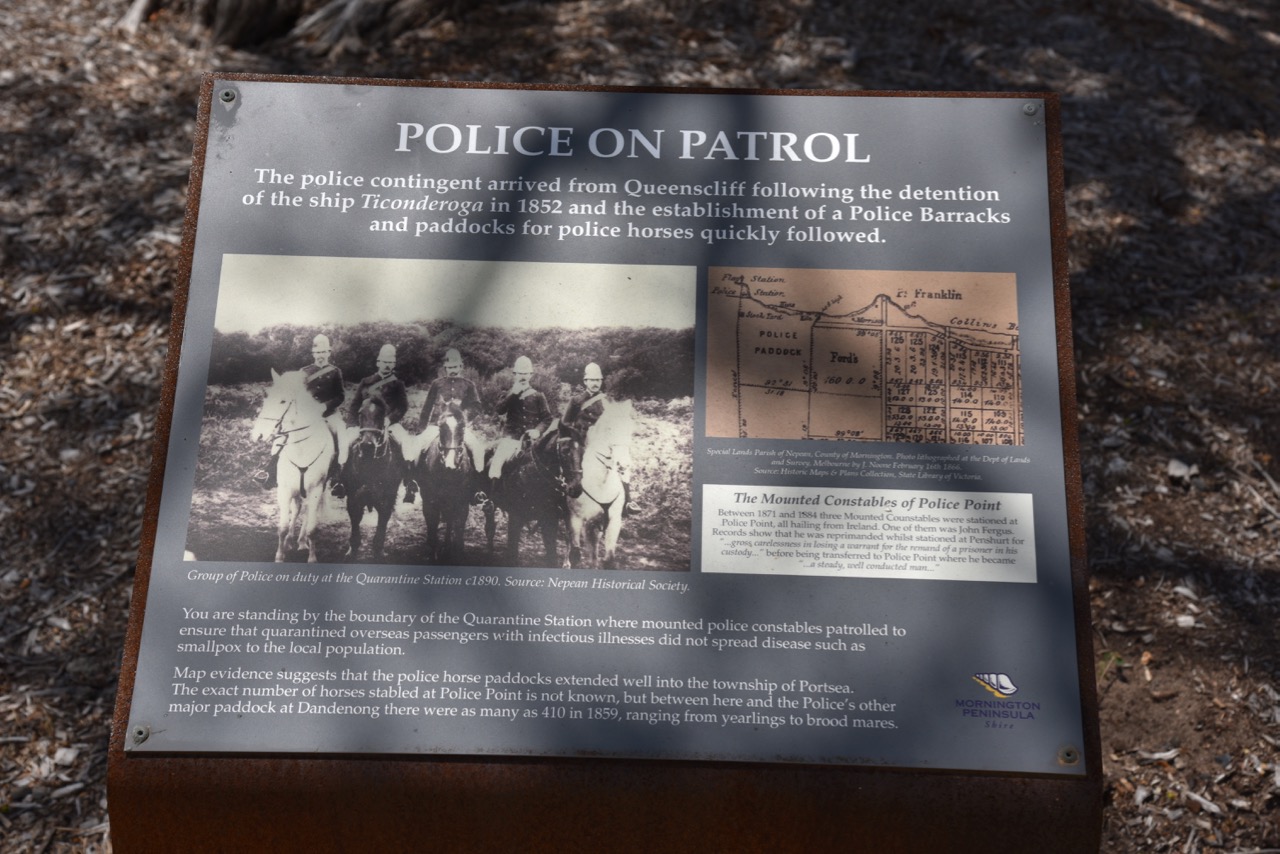 POLICE ON PATROL
The police contingent arrived from Queenscliff following the detention
of the ship Ticonderoga in 1852 and the establishment of a Police Barracks
and paddocks for police horses quickly followed.
Flag Station
Police Station
Pt Franklin
Collins B
POLICE
PADDOCK
Ford's
Special Lands Parish of Nepean, County of Mornington. Photo lithographed at the Dept of Lands
and Survey, Melbourne by J. Noone February 14th 1866.
Source: Historic Maps & Plans Collection, State Library of Victoria.
The Mounted Constables of Police Point
Between 1871 and 1884 three Mounted Counstables were stationed at
Police Point, all hailing from Ireland. One of them was John Fergus.
Records show that he was reprimanded whilst stationed at Penshurt for
"...gross carelessness in losing a warrant for the remand of a prisoner in his
custody..." before being transferred to Police Point where he became
"...a steady, well conducted man..."
Group of Police on duty at the Quarantine Station c1890. Source: Nepean Historical Society.
You are standing by the boundary of the Quarantine Station where mounted police constables patrolled to
ensure that quarantined overseas passengers with infectious illnesses did not spread disease such as
smallpox to the local population.
Map evidence suggests that the police horse paddocks extended well into the township of Portsea.
The exact number of horses stabled at Police Point is not known, but between here and the Police's other
major paddock at Dandenong there were as many as 410 in 1859, ranging from yearlings to brood mares.
MORNINGTON
PENINSULA
Shire